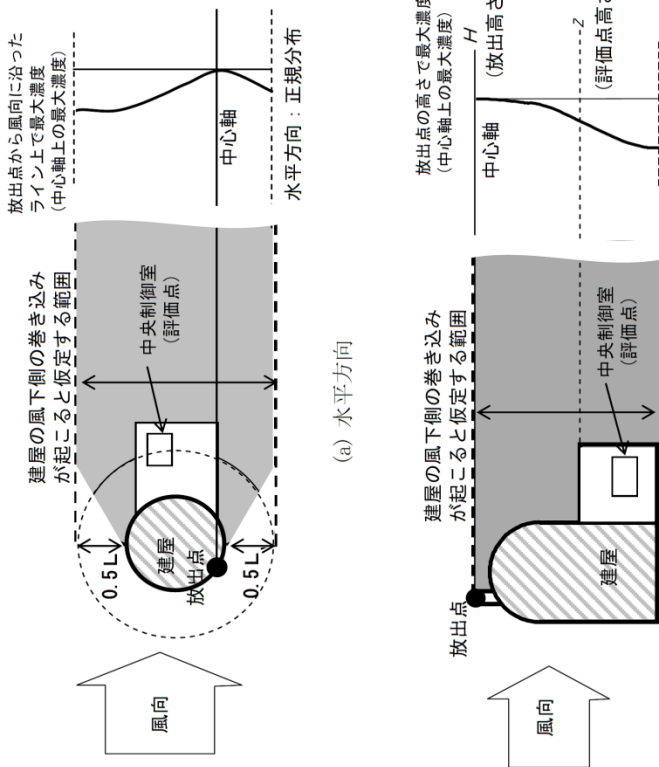 放出点から風向に沿った
ライン上で最大濃度
(中心軸上の最大濃度)
建屋の風下側の巻き込み
が起こると仮定する範囲
中央制御室
(評価点)
0.5L
建屋
放出点
0.5L
風向
中心軸
水平方向：正規分布
(a) 水平方向
放出点の高さで最大濃度
(中心軸上の最大濃度)
H
(放出高さ
中心軸
z
(評価点高さ
建屋の風下側の巻き込み
が起こると仮定する範囲
放出点
中央制御室
(評価点)
建屋
風向